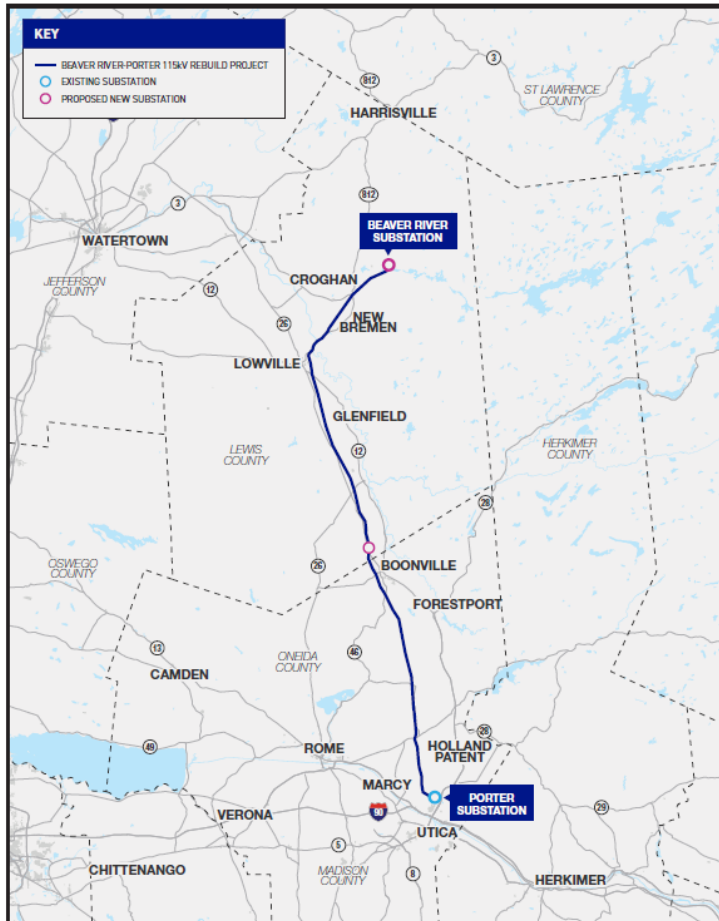 KEY
BEAVER RIVER-PORTER 115kV REBUILD PROJECT
EXISTING SUBSTATION
PROPOSED NEW SUBSTATION
812
3
ST LAWRENCE
COUNTY
HARRISVILLE
3
812
WATERTOWN
BEAVER RIVER
SUBSTATION
JEFFERSON
COUNTY
12
CROGHAN
26
NEW
BREMEN
LOWVILLE
GLENFIELD
LEWIS
COUNTY
12
HERKIMER
COUNTY
28
OSWEGO
COUNTY
26
BOONVILLE
FORESTPORT
13
CAMDEN
ONEIDA
COUNTY
46
49
ROME
28
HOLLAND
PATENT
MARCY
PORTER
SUBSTATION
VERONA
90
29
5
UTICA
CHITTENANGO
MADISON
COUNTY
8
HERKIMER